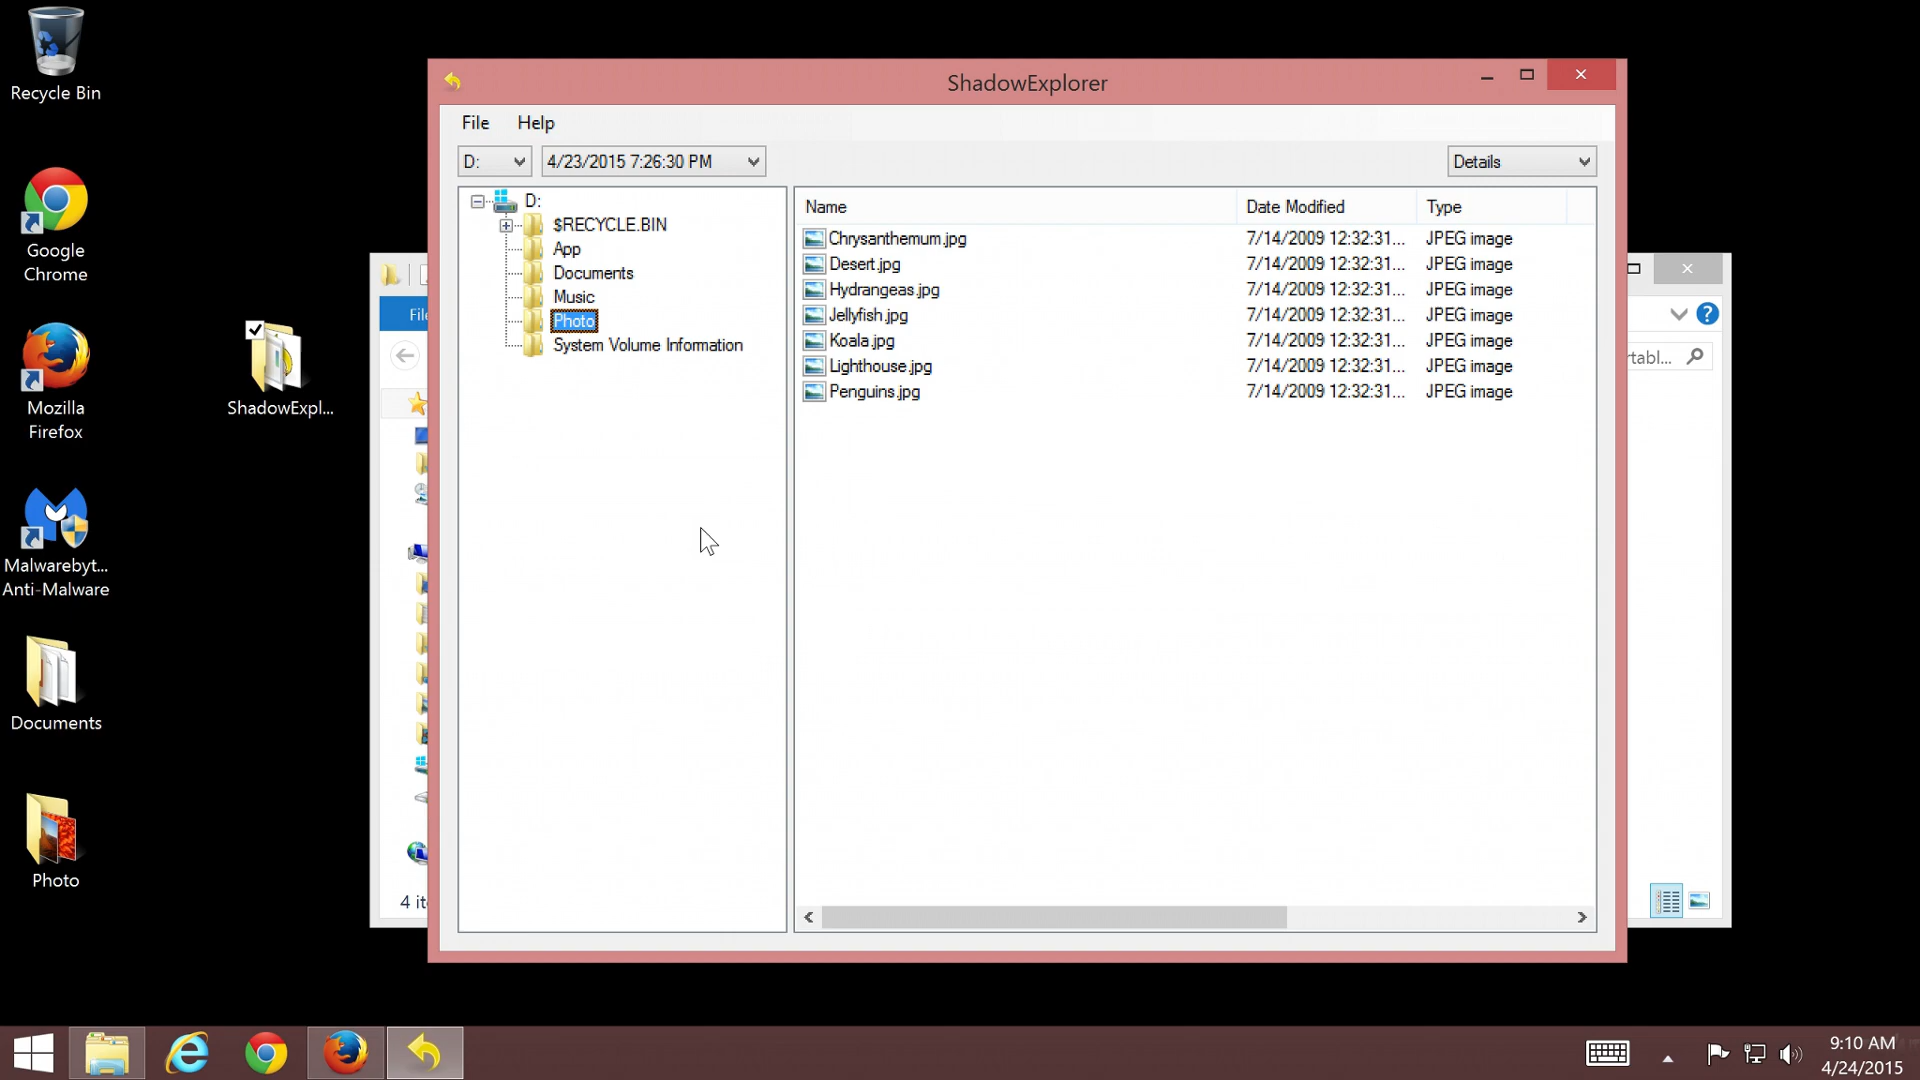 Recycle Bin
Google
Chrome
Mozilla
Firefox
ShadowExpl...
Malwarebyt...
Anti-Malware
Documents
Photo
ShadowExplorer
File Help
D: 4/23/2015 7:26:30 PM Details
D:
$RECYCLE.BIN
App
Documents
Music
Photo
System Volume Information
Name Date Modified Type
Chrysanthemum.jpg 7/14/2009 12:32:31... JPEG image
Desert.jpg 7/14/2009 12:32:31... JPEG image
Hydrangeas.jpg 7/14/2009 12:32:31... JPEG image
Jellyfish.jpg 7/14/2009 12:32:31... JPEG image
Koala.jpg 7/14/2009 12:32:31... JPEG image
Lighthouse.jpg 7/14/2009 12:32:31... JPEG image
Penguins.jpg 7/14/2009 12:32:31... JPEG image
Fil
rtabl...
4 it
9:10 AM
4/24/2015